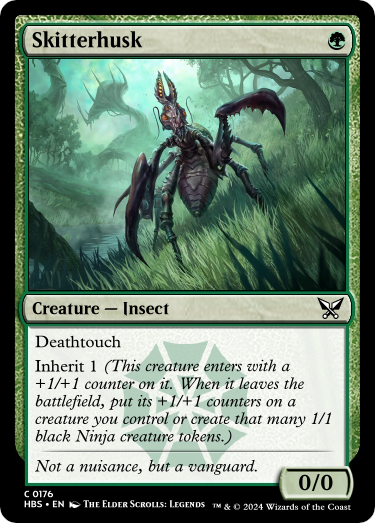 Skitterhusk
Creature — Insect
Deathtouch
Inherit 1 (This creature enters with a
+1/+1 counter on it. When it leaves the
battlefield, put its +1/+1 counters on a
creature you control or create that many 1/1
black Ninja creature tokens.)
Not a nuisance, but a vanguard.
0/0
C 0176
HBS • EN The Elder Scrolls: Legends ™ & © 2024 Wizards of the Coast